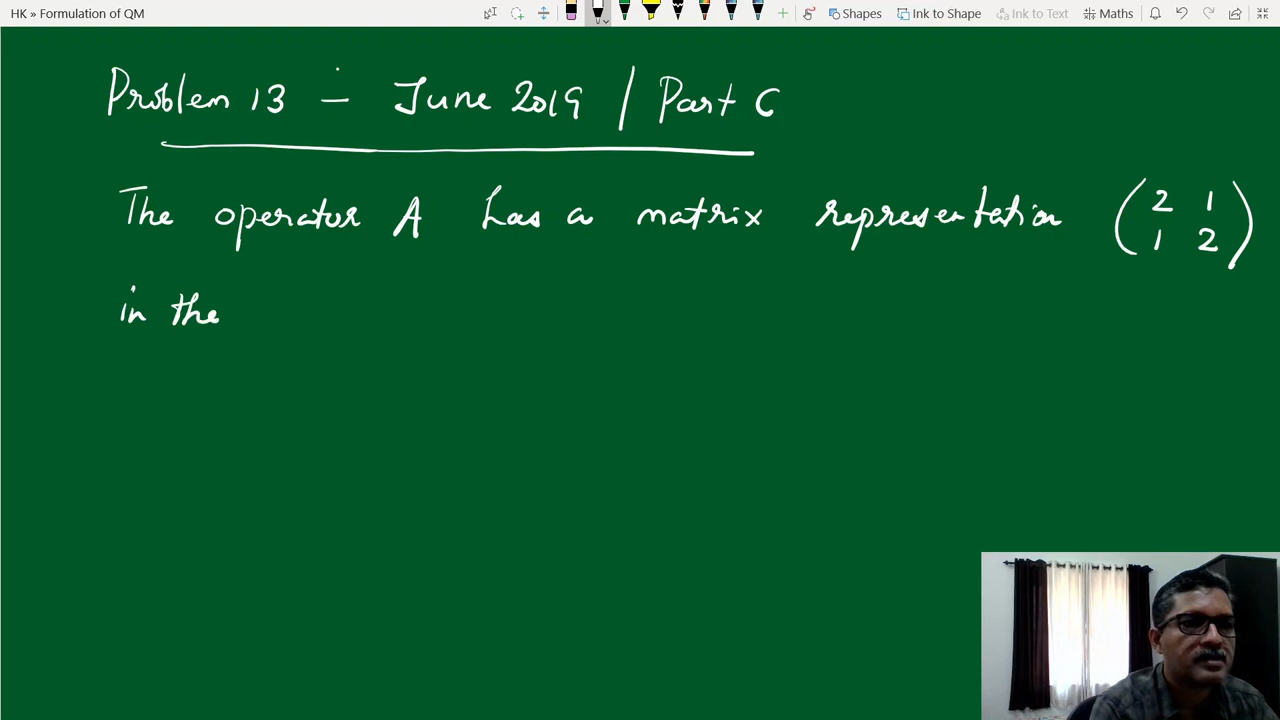 HK » Formulation of QM
Shapes Ink to Shape Ink to Text Maths
Problem 13 – June 2019 / Part C
The operator A has a matrix representation (2 1
1 2)
in the